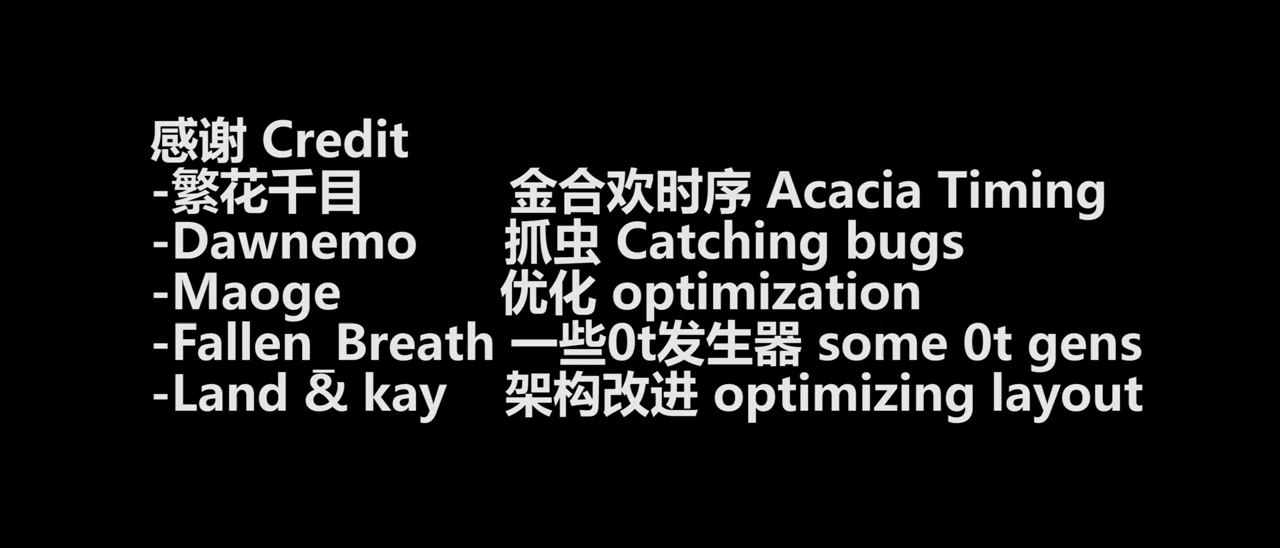 感谢 Credit
-繁花千目 金合欢时序 Acacia Timing
-Dawnemo 抓虫 Catching bugs
-Maoge 优化 optimization
-Fallen_Breath 一些0t发生器 some 0t gens
-Land & kay 架构改进 optimizing layout